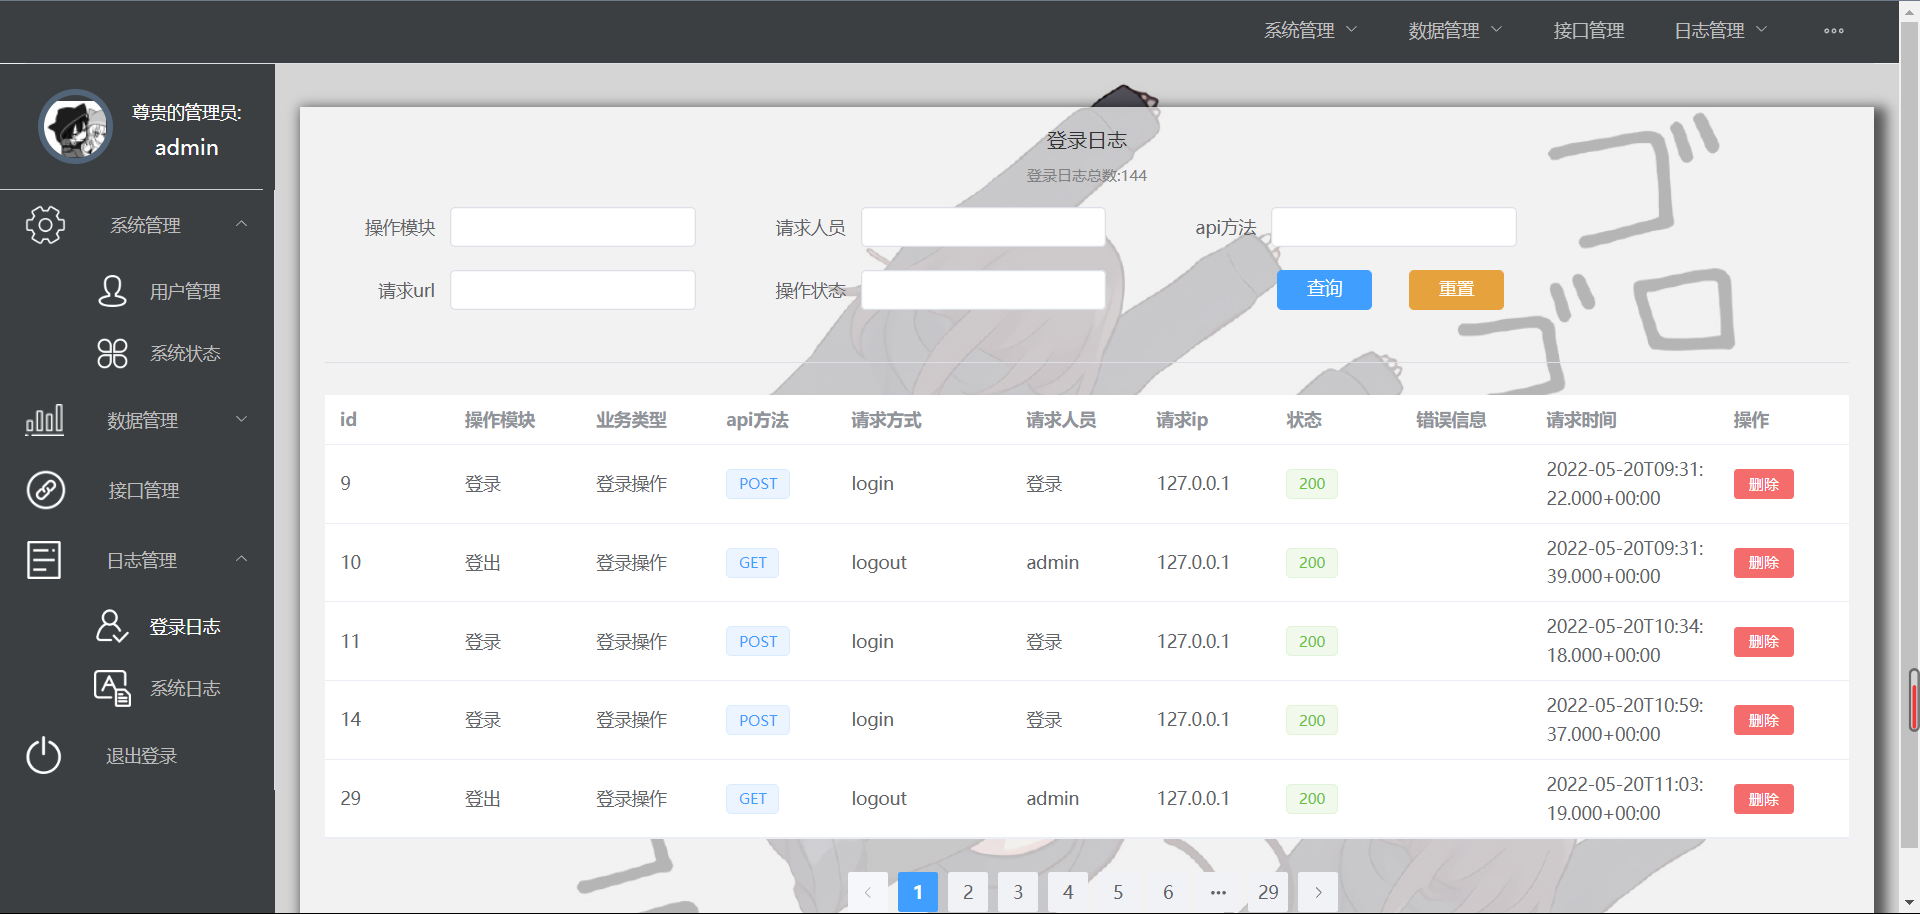 系统管理 数据管理 接口管理 日志管理
尊贵的管理员:
admin
系统管理
用户管理
系统状态
数据管理
接口管理
日志管理
登录日志
系统日志
退出登录
登录日志
登录日志总数:144
操作模块 请求人员 api方法
请求url 操作状态 查询 重置
id 操作模块 业务类型 api方法 请求方式 请求人员 请求ip 状态 错误信息 请求时间 操作
9 登录 登录操作 POST login 登录 127.0.0.1 200 2022-05-20T09:31: 删除
22.000+00:00
10 登出 登录操作 GET logout admin 127.0.0.1 200 2022-05-20T09:31: 删除
39.000+00:00
11 登录 登录操作 POST login 登录 127.0.0.1 200 2022-05-20T10:34: 删除
18.000+00:00
14 登录 登录操作 POST login 登录 127.0.0.1 200 2022-05-20T10:59: 删除
37.000+00:00
29 登出 登录操作 GET logout admin 127.0.0.1 200 2022-05-20T11:03: 删除
19.000+00:00
1 2 3 4 5 6 ··· 29
ゴ
ゴロ